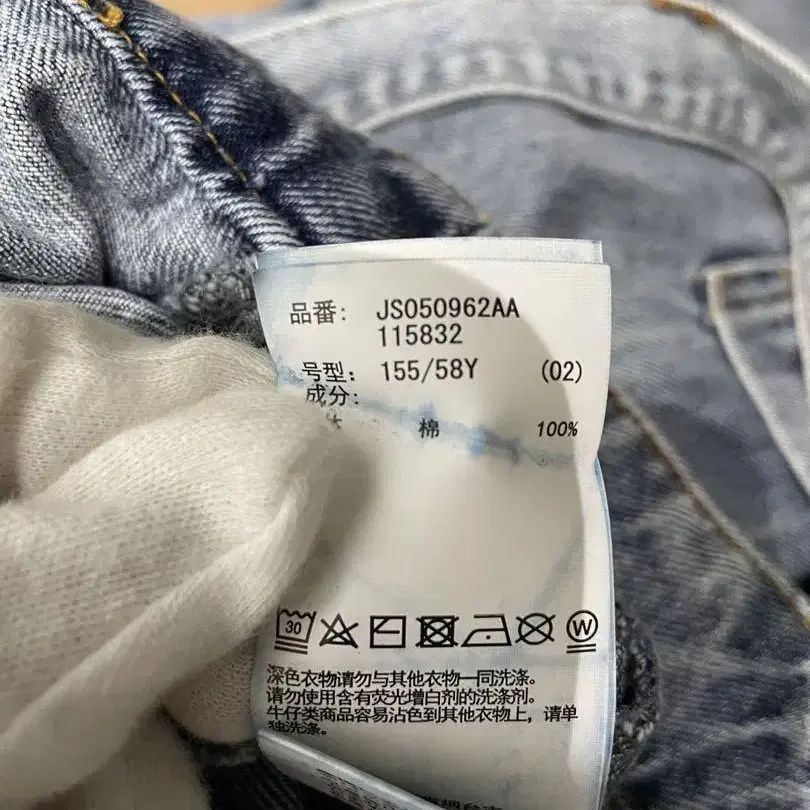 品番: JS050962AA
115832
号型: 155/58Y (02)
成分:
棉 100%
30
W
深色衣物请勿与其他衣物一同洗涤。
请勿使用含有荧光增白剂的洗涤剂。
牛仔类商品容易沾色到其他衣物上，请单
独洗涤。